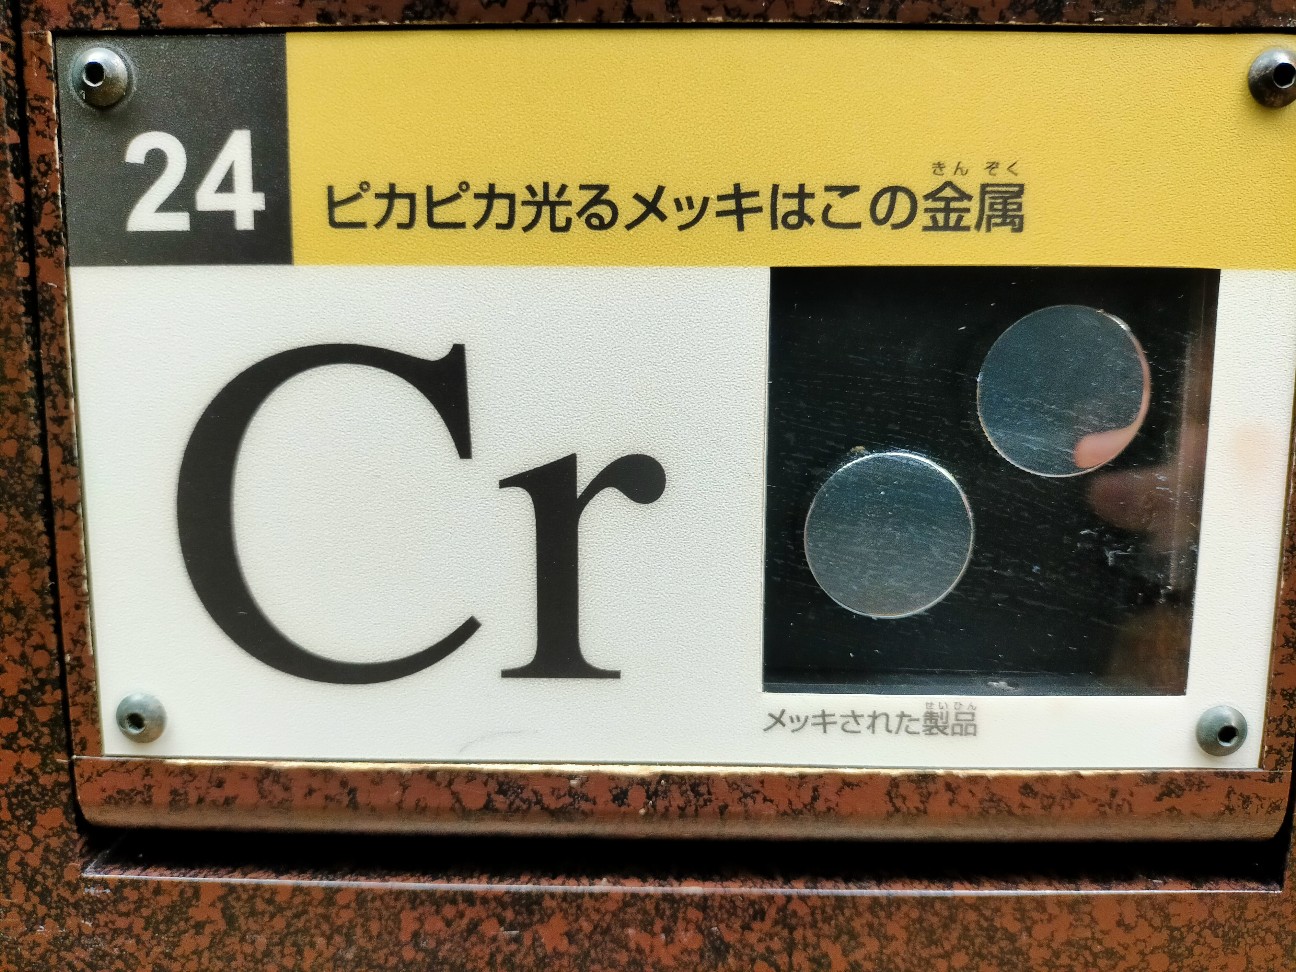 24
きんぞく
ピカピカ光るメッキはこの金属
Cr
せいひん
メッキされた製品